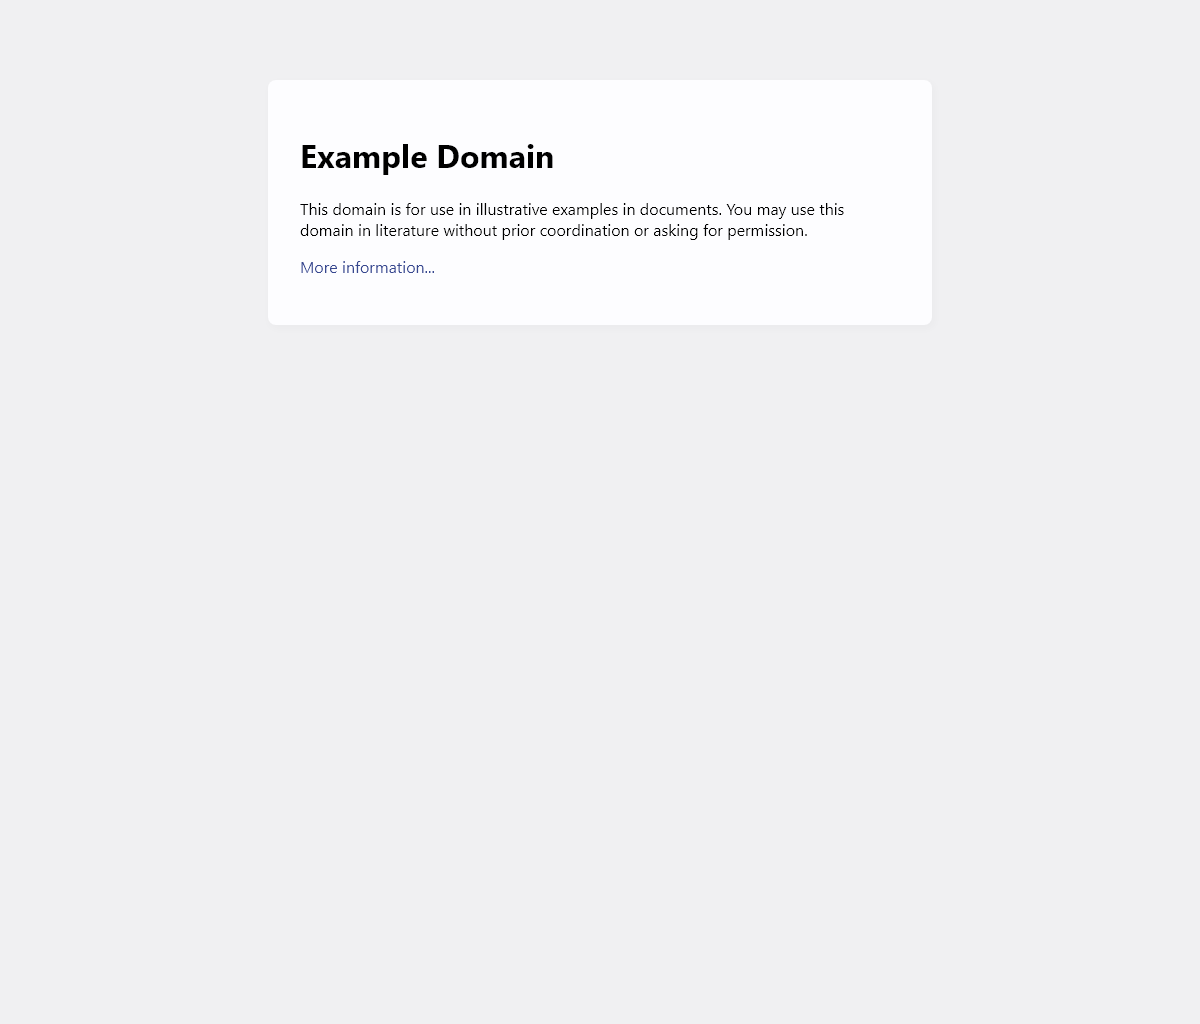 Example Domain
This domain is for use in illustrative examples in documents. You may use this
domain in literature without prior coordination or asking for permission.
More information...